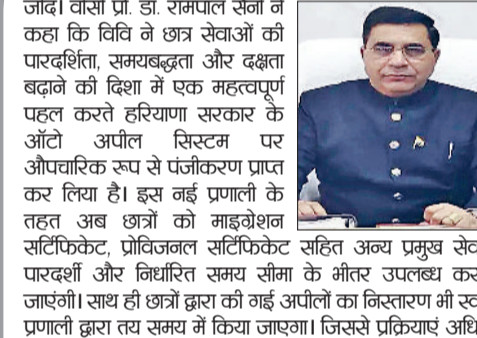 जींद। वीसी प्रो. डॉ. रामपाल सैनी ने
कहा कि विवि ने छात्र सेवाओं की
पारदर्शिता, समयबद्धता और दक्षता
बढ़ाने की दिशा में एक महत्वपूर्ण
पहल करते हरियाणा सरकार के
ऑटो अपील सिस्टम पर
औपचारिक रूप से पंजीकरण प्राप्त
कर लिया है। इस नई प्रणाली के
तहत अब छात्रों को माइग्रेशन
सर्टिफिकेट, प्रोविजनल सर्टिफिकेट सहित अन्य प्रमुख
पारदर्शी और निर्धारित समय सीमा के भीतर उपलब्ध
जाएंगी। साथ ही छात्रों द्वारा की गई अपीलों का निस्तारण भी
प्रणाली द्वारा तय समय में किया जाएगा। जिससे प्रक्रियाएं